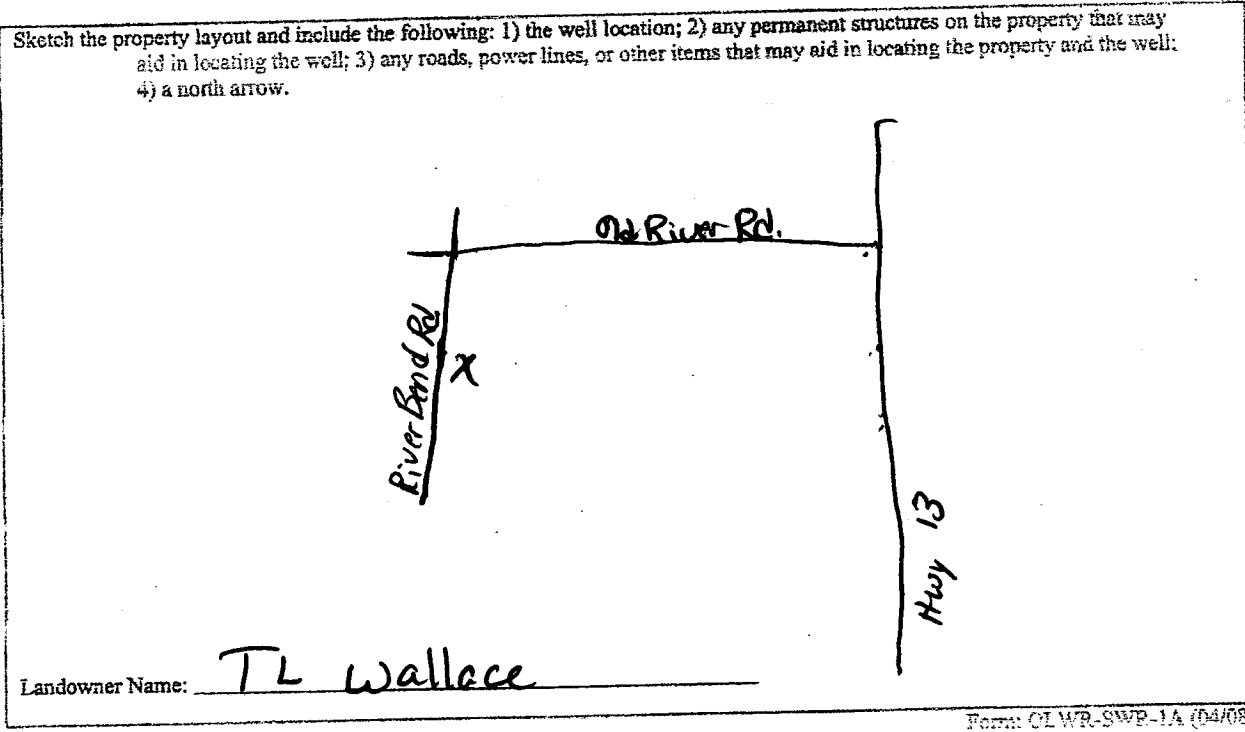 Sketch the property layout and include the following: 1) the well location; 2) any permanent structures on the property that may
aid in locating the well; 3) any roads, power lines, or other items that may aid in locating the property and the well;
4) a north arrow.
Old River Rd.
River Bend Rd
X
Hwy 13
Landowner Name: TL Wallace
Form: OLWR-SWR-1A (04/08